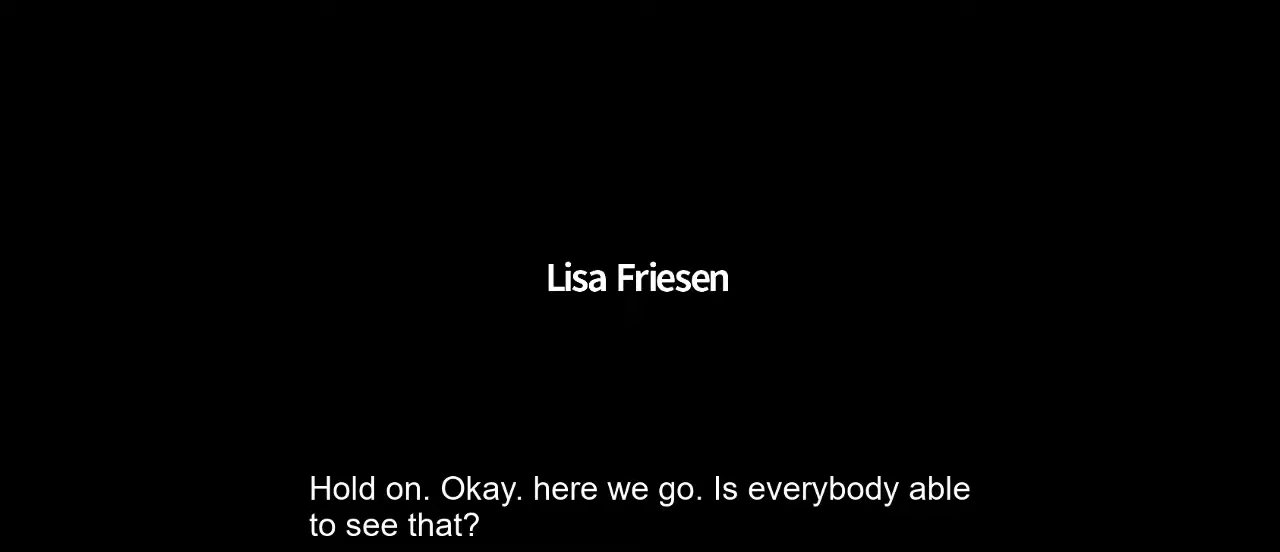 Lisa Friesen
Hold on. Okay. here we go. Is everybody able
to see that?